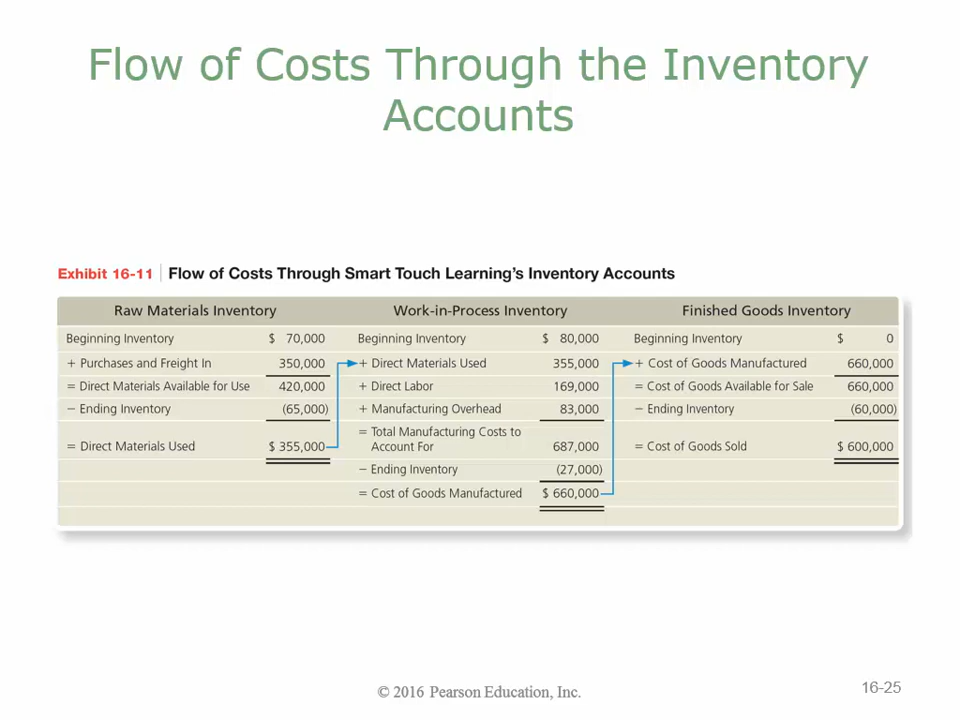 Flow of Costs Through the Inventory
Accounts
Exhibit 16-11 | Flow of Costs Through Smart Touch Learning's Inventory Accounts
Raw Materials Inventory Work-in-Process Inventory Finished Goods Inventory
Beginning Inventory $ 70,000 Beginning Inventory $ 80,000 Beginning Inventory $ 0
+ Purchases and Freight In 350,000 + Direct Materials Used 355,000 + Cost of Goods Manufactured 660,000
= Direct Materials Available for Use 420,000 + Direct Labor 169,000 = Cost of Goods Available for Sale 660,000
− Ending Inventory (65,000) + Manufacturing Overhead 83,000 − Ending Inventory (60,000)
= Total Manufacturing Costs to
= Direct Materials Used $ 355,000 Account For 687,000 = Cost of Goods Sold $ 600,000
− Ending Inventory (27,000)
= Cost of Goods Manufactured $ 660,000
© 2016 Pearson Education, Inc.
16-25